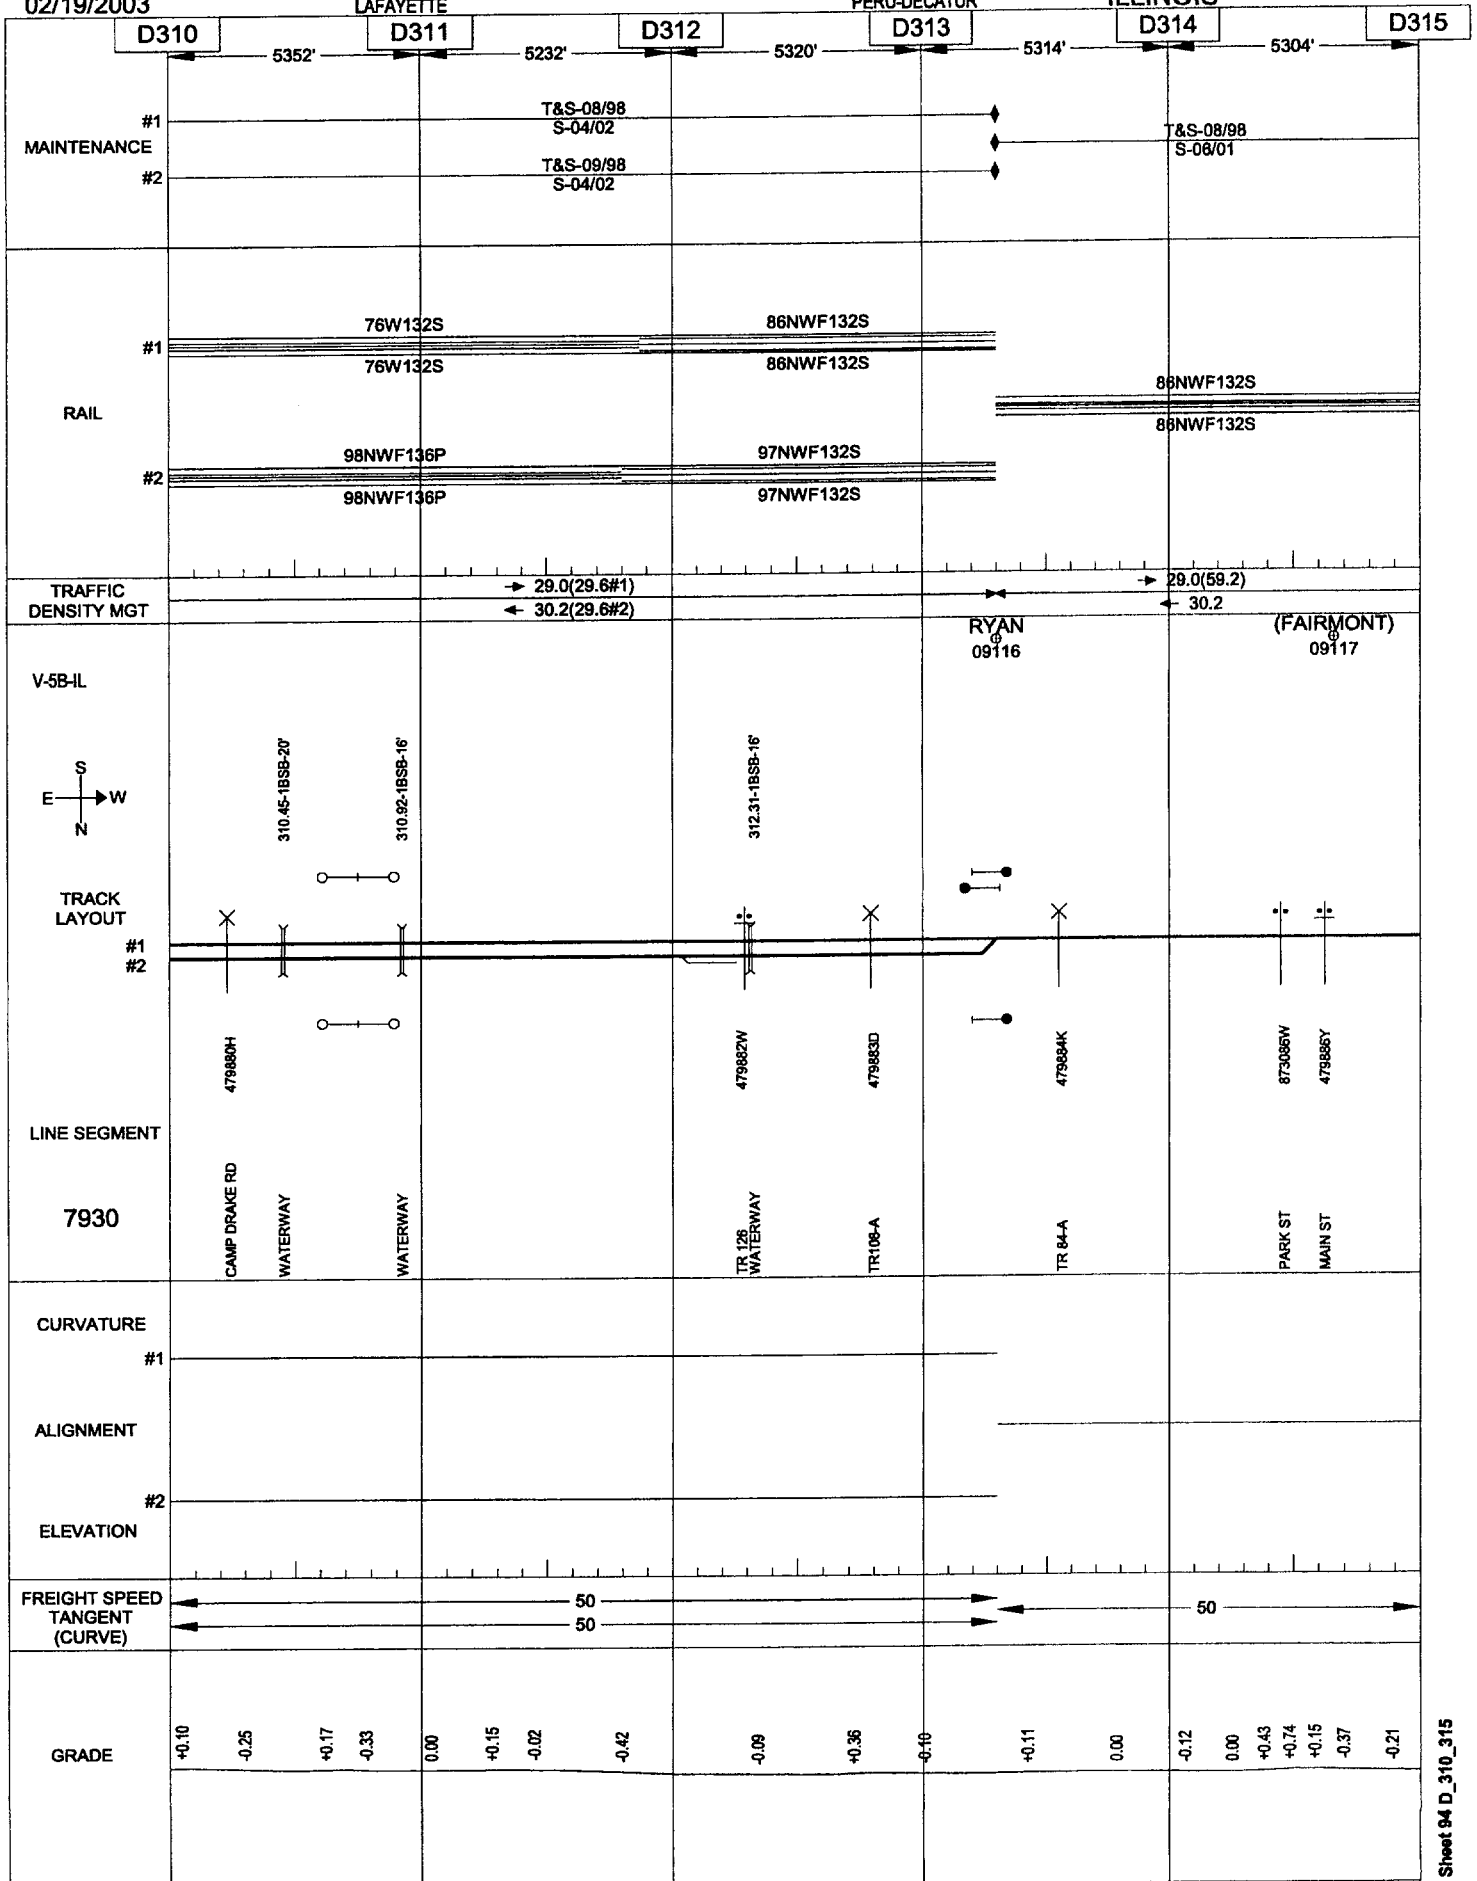 02/19/2003 LAFAYETTE PERU-DECATUR ILLINOIS
D310 D311 D312 D313 D314 D315
5352' 5232' 5320' 5314' 5304'
MAINTENANCE
#1 T&S-08/98
S-04/02
T&S-08/98
S-06/01
#2 T&S-09/98
S-04/02
RAIL
#1 76W132S 86NWF132S
76W132S 86NWF132S
86NWF132S
86NWF132S
#2 98NWF136P 97NWF132S
98NWF136P 97NWF132S
TRAFFIC
DENSITY MGT
29.0(29.6#1) 29.0(59.2)
30.2(29.6#2) 30.2
RYAN (FAIRMONT)
09116 09117
V-5B-IL
S
E W
N
310.45-1BSB-20' 310.92-1BSB-16' 312.31-1BSB-16'
TRACK
LAYOUT
#1
#2
479880H 479882W 479883D 479884K 873086W 479886Y
LINE SEGMENT
7930
CAMP DRAKE RD WATERWAY WATERWAY TR 126 WATERWAY TR108-A TR 84-A PARK ST MAIN ST
CURVATURE
#1
ALIGNMENT
#2
ELEVATION
FREIGHT SPEED
TANGENT
(CURVE)
50 50
50
GRADE
+0.10 -0.25 +0.17 -0.33 0.00 +0.15 -0.02 -0.42 -0.09 +0.36 -0.10 +0.11 0.00 -0.12 0.00 +0.43 +0.74 +0.15 -0.37 -0.21
Sheet 94 D_310_315